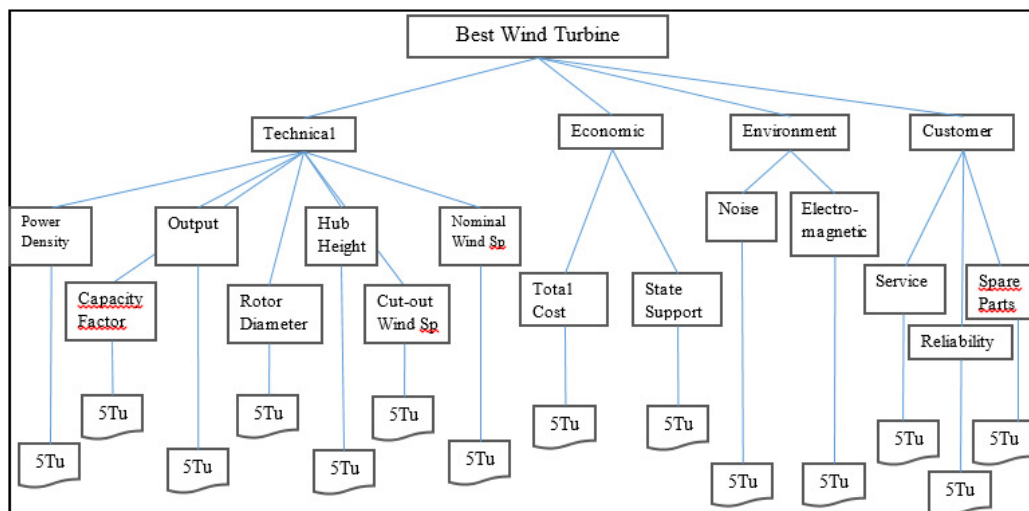 Best Wind Turbine
Technical
Economic
Environment
Customer
Power
Density
Output
Hub
Height
Nominal
Wind Sp
Noise
Electro-
magnetic
Capacity
Factor
Rotor
Diameter
Cut-out
Wind Sp
Total
Cost
State
Support
Service
Spare
Parts
Reliability
5Tu
5Tu
5Tu
5Tu
5Tu
5Tu
5Tu
5Tu
5Tu
5Tu
5Tu
5Tu
5Tu
5Tu